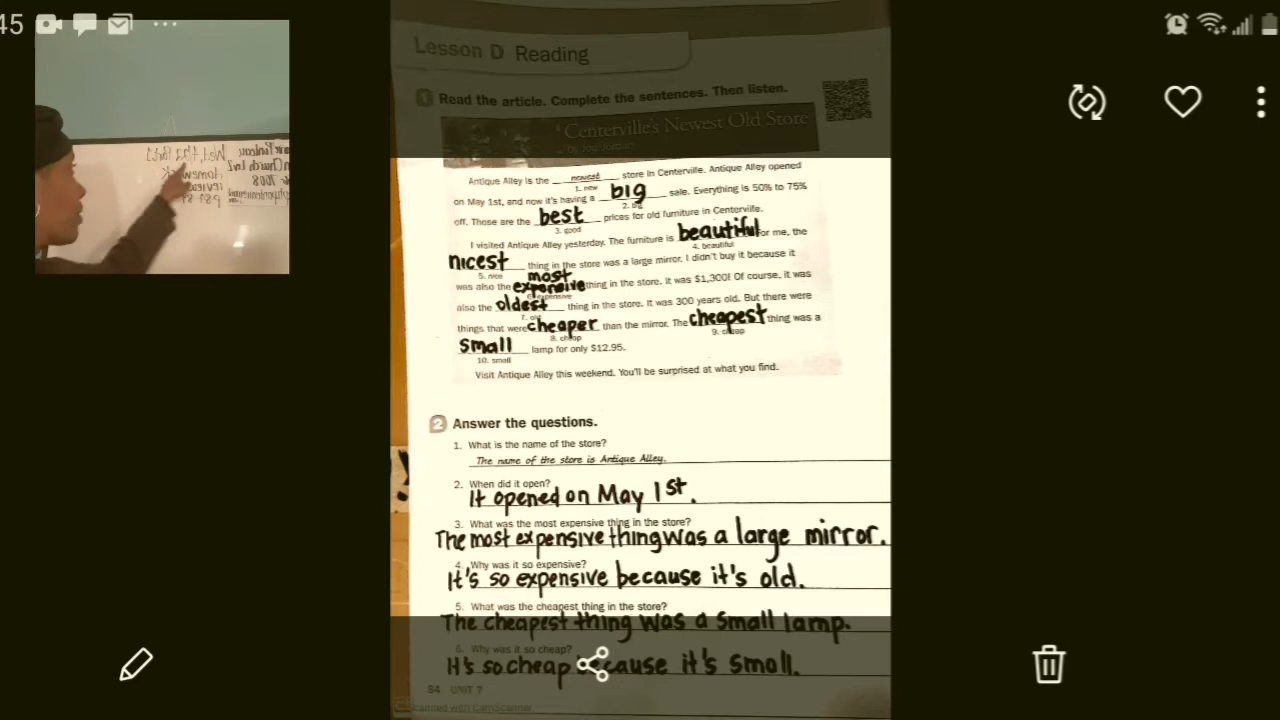 45
Lesson D Reading
1 Read the article. Complete the sentences. Then listen.
Centerville's Newest Old Store
by Joe Jordan
Antique Alley is the newest store in Centerville. Antique Alley opened
1. new
on May 1st, and now it's having a big sale. Everything is 50% to 75%
2. big
off. Those are the best prices for old furniture in Centerville.
3. good
I visited Antique Alley yesterday. The furniture is beautiful. For me, the
4. beautiful
nicest thing in the store was a large mirror. I didn't buy it because it
5. nice
most
was also the expensive thing in the store. It was $1,300! Of course, it was
6. expensive
also the oldest thing in the store. It was 300 years old. But there were
7. old
things that were cheaper than the mirror. The cheapest thing was a
8. cheap 9. cheap
small lamp for only $12.95.
10. small
Visit Antique Alley this weekend. You'll be surprised at what you find.
2 Answer the questions.
1. What is the name of the store?
The name of the store is Antique Alley.
2. When did it open?
It opened on May 1st.
3. What was the most expensive thing in the store?
The most expensive thing was a large mirror.
4. Why was it so expensive?
It's so expensive because it's old.
5. What was the cheapest thing in the store?
The cheapest thing was a small lamp.
6. Why was it so cheap?
It's so cheap because it's small.
84 UNIT 7
Scanned with CamScanner